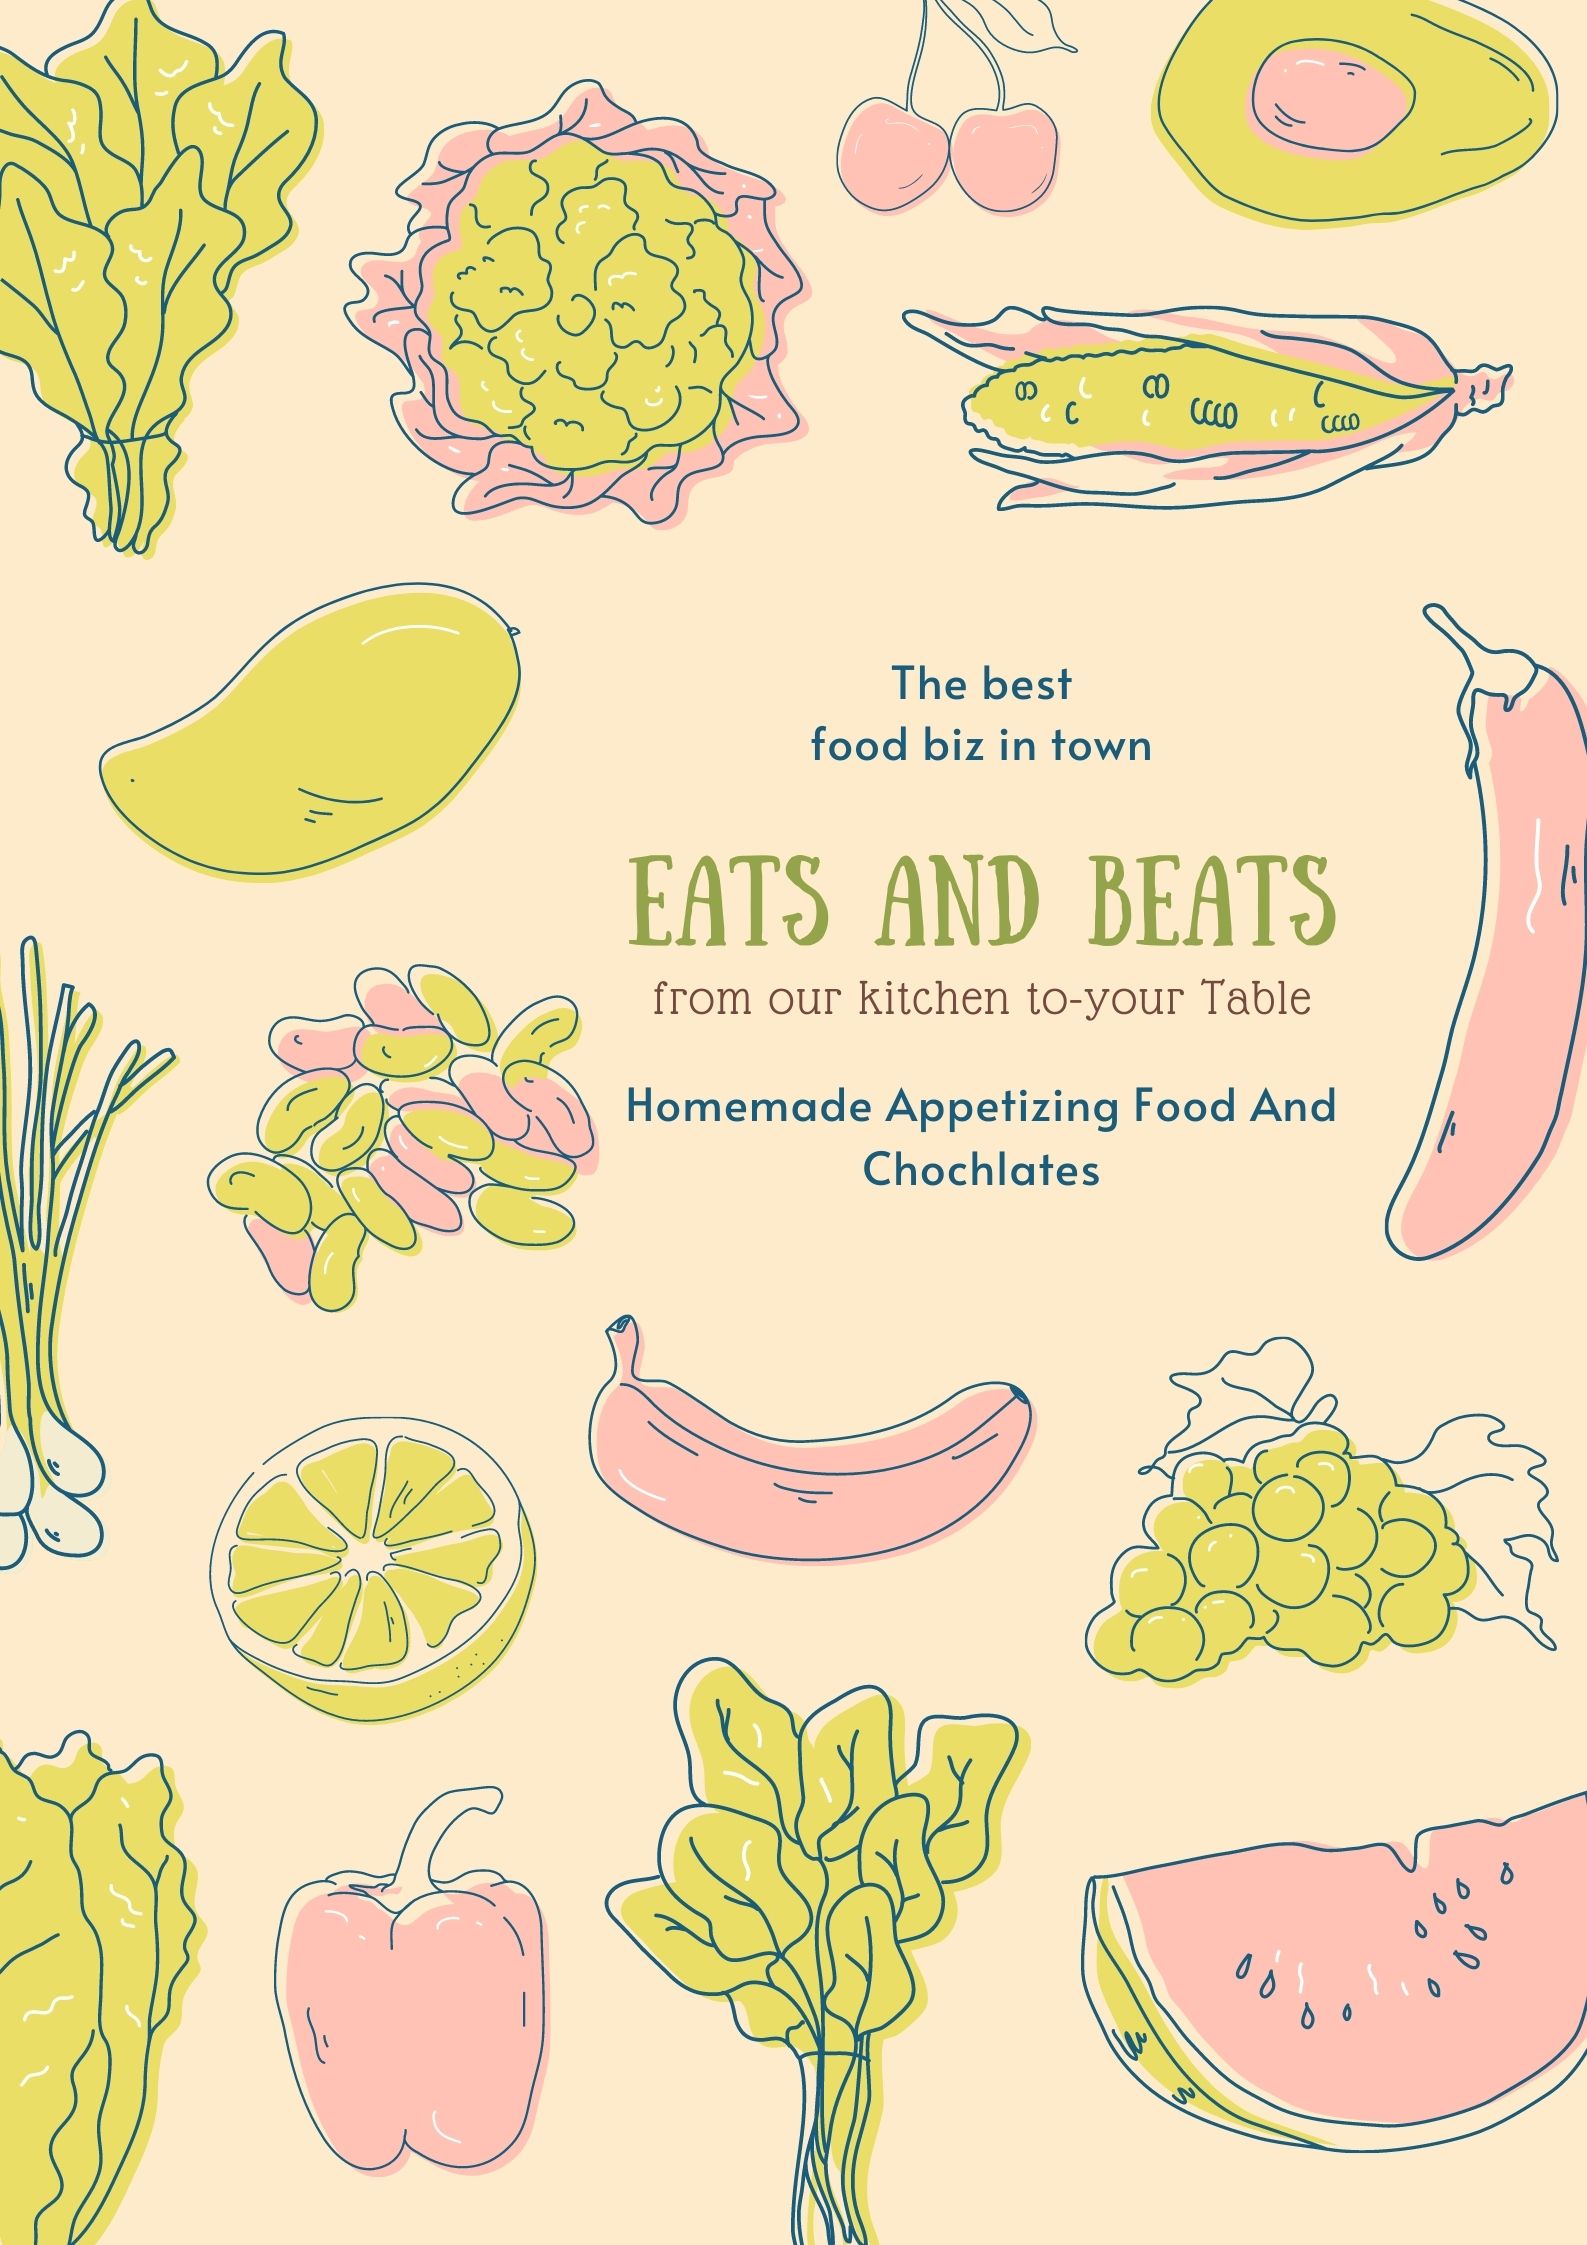 The best
food biz in town
EATS AND BEATS
from our kitchen to-your Table
Homemade Appetizing Food And
Chochlates